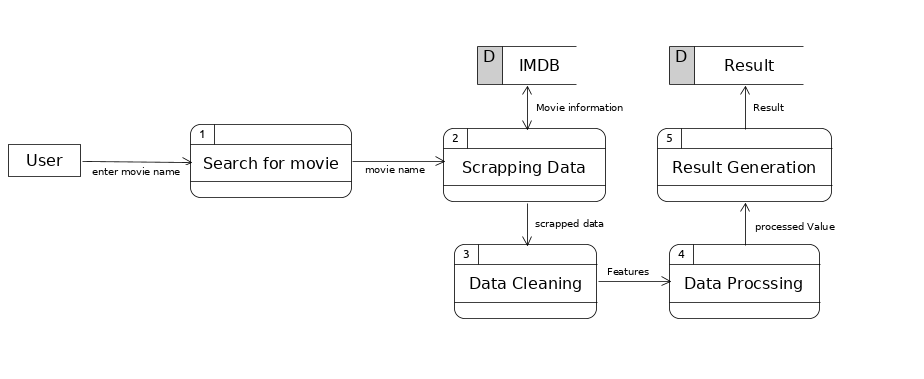 D
IMDB
D
Result
Movie information
Result
1
Search for movie
2
Scrapping Data
5
Result Generation
User
enter movie name
movie name
scrapped data
processed Value
3
Data Cleaning
Features
4
Data Procssing